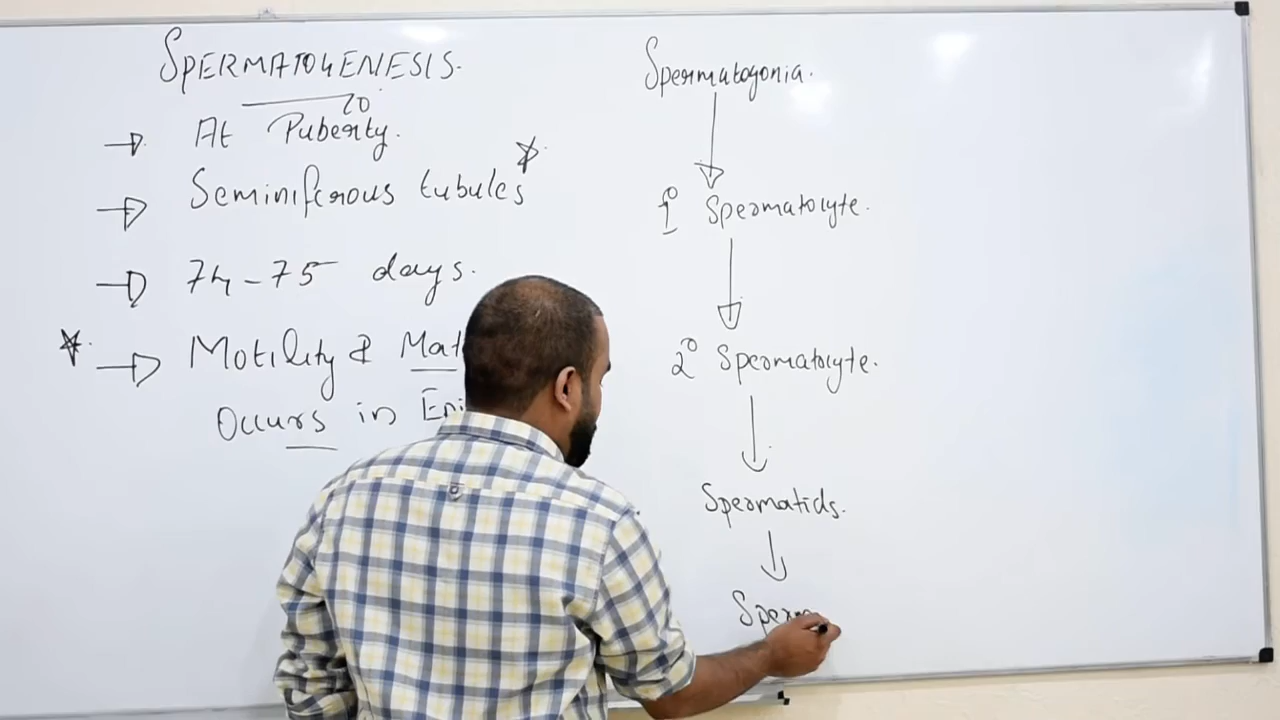 SPERMATOGENESIS.
At Puberty.
Seminiferous tubules
74-75 days.
Motility &
Occurs in
Spermatogonia.
1° Spermatocyte.
2° Spermatocyte.
Spermatids.